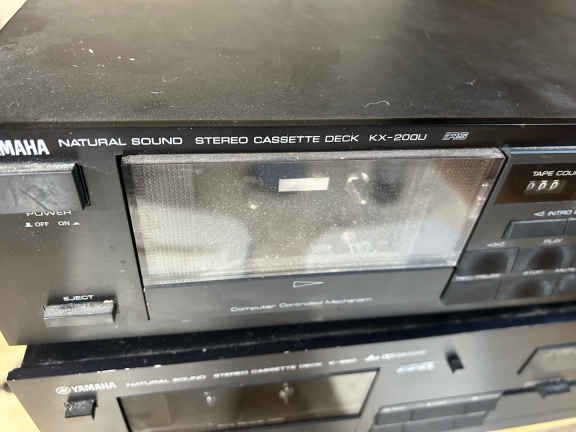 YAMAHA NATURAL SOUND STEREO CASSETTE DECK KX-200U
TAPE COUN
000
POWER
OFF ON
INTRO
PLAY
EJECT
Computer Controlled Mechanism
YAMAHA NATURAL SOUND STEREO CASSETTE DECK